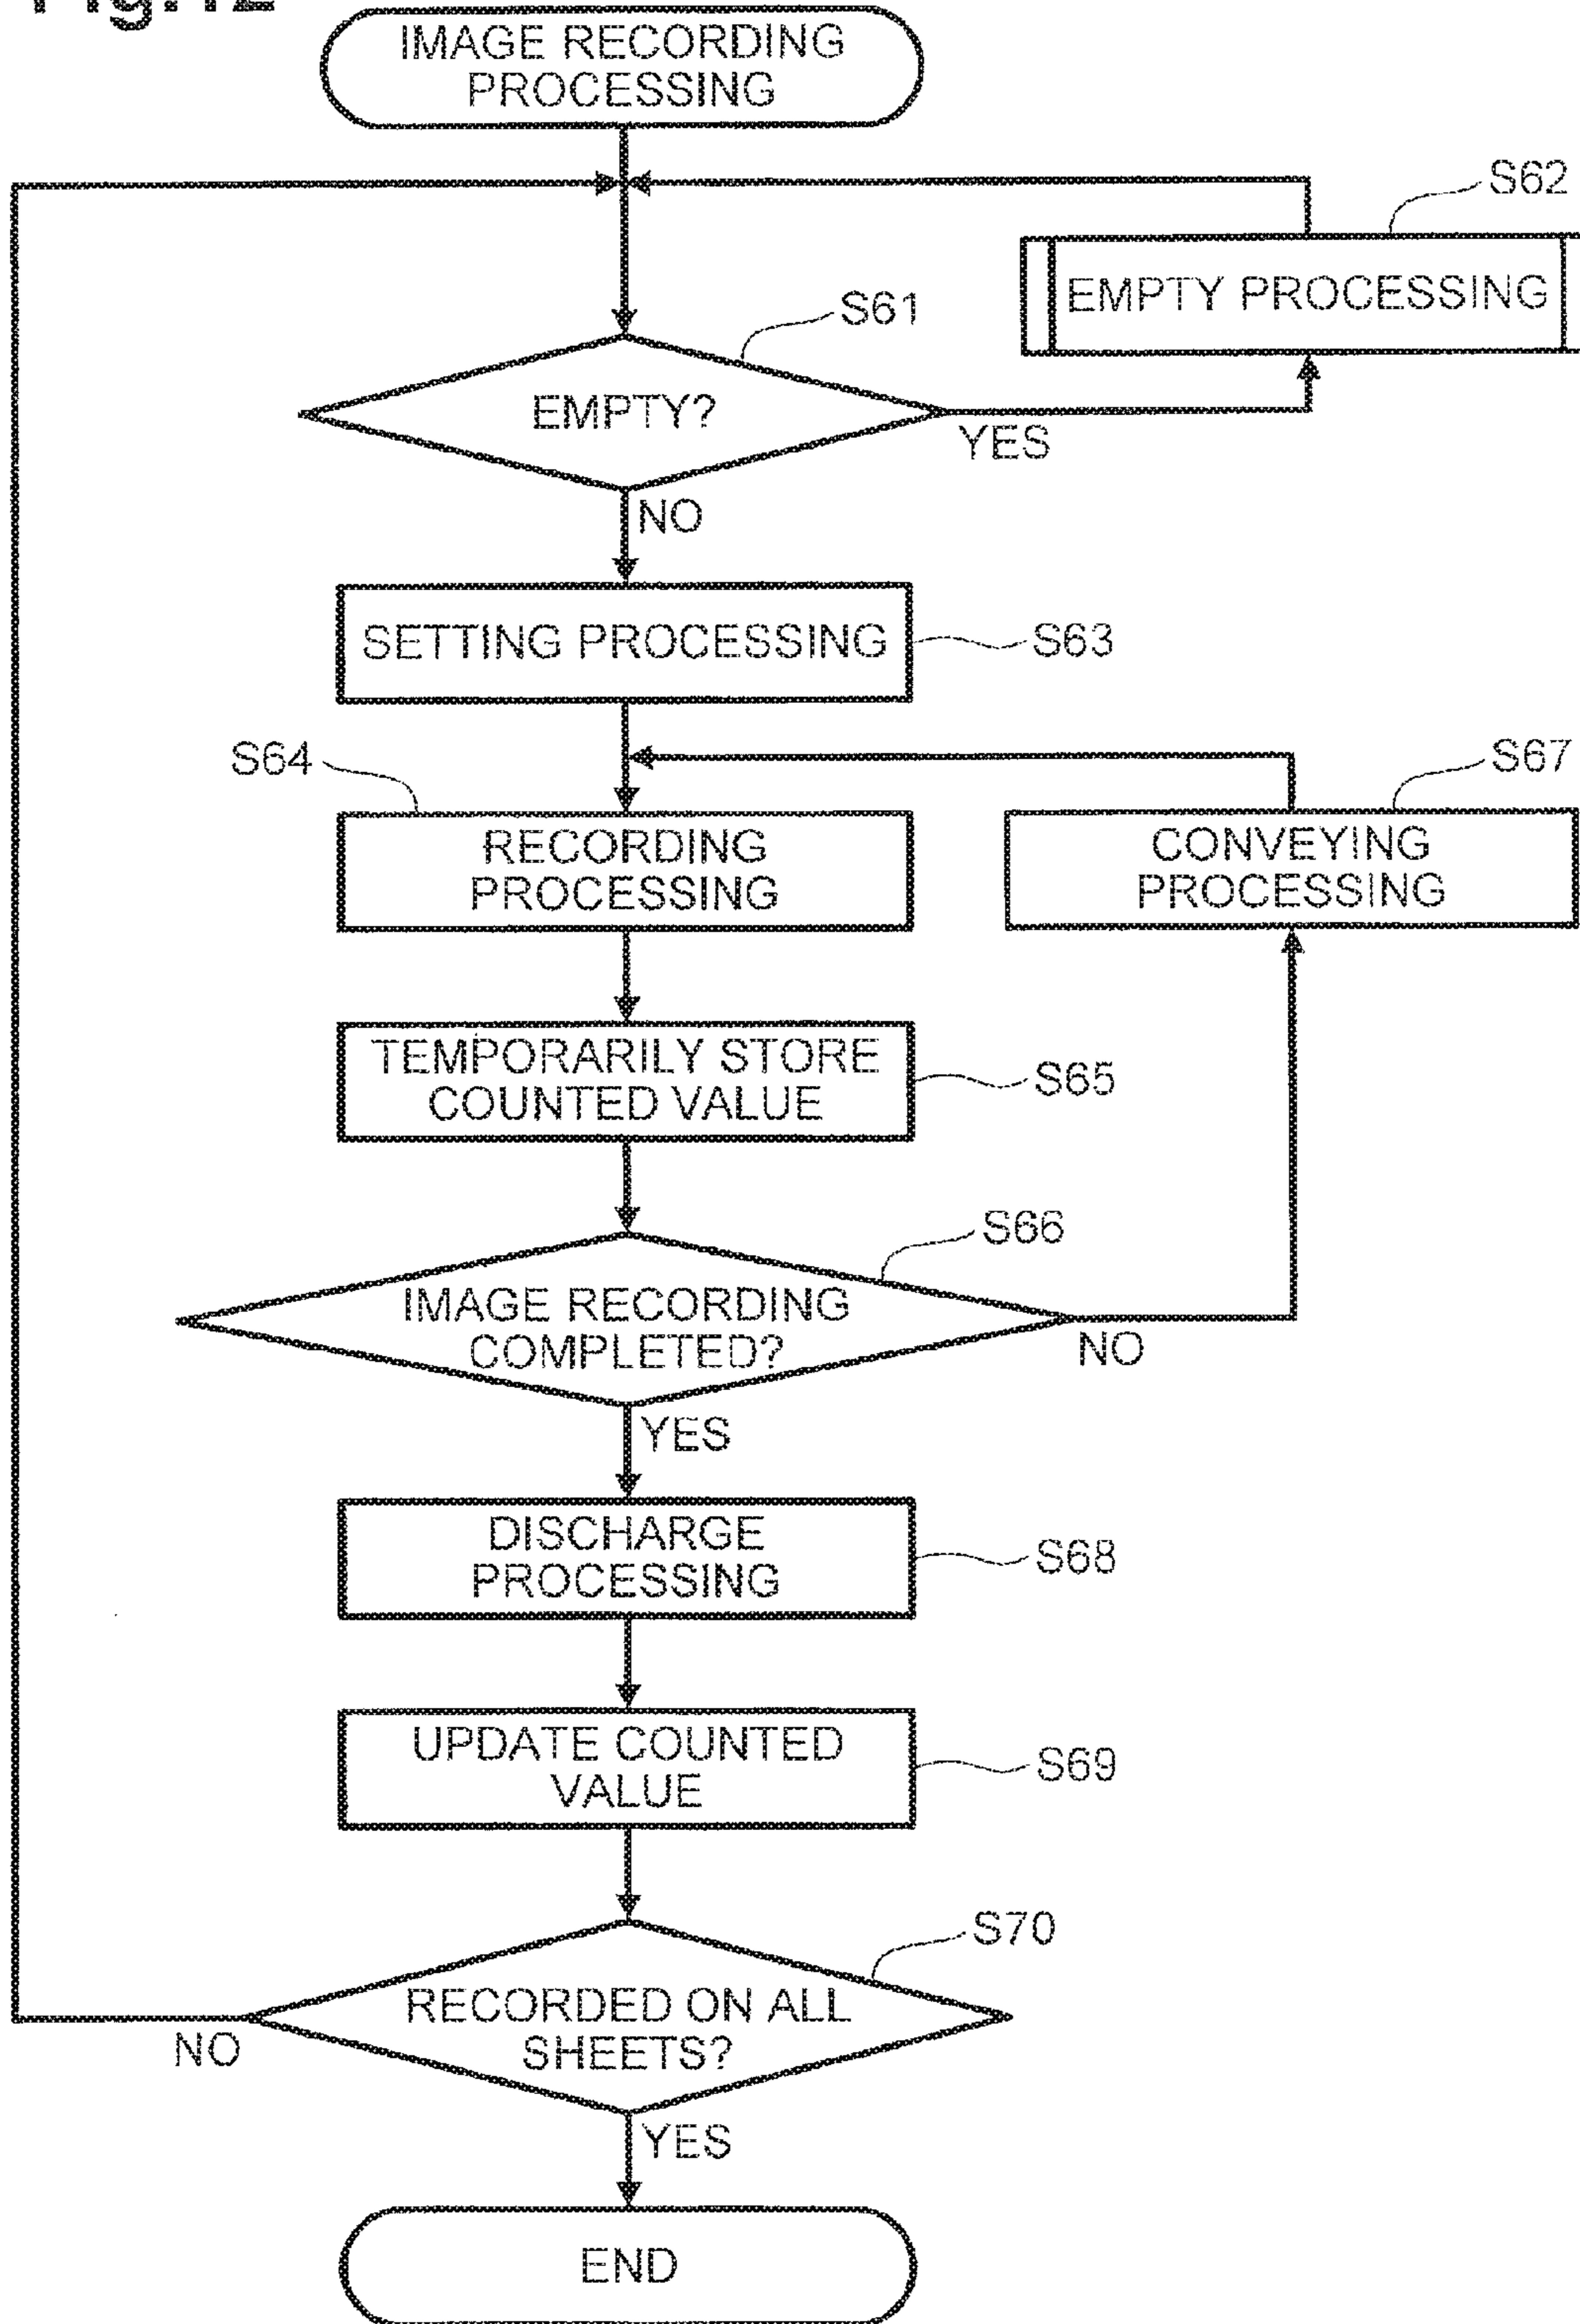 Fig.12
IMAGE RECORDING
PROCESSING
S62
EMPTY PROCESSING
S61
EMPTY?
YES
NO
SETTING PROCESSING
S63
S64
S67
RECORDING
PROCESSING
CONVEYING
PROCESSING
TEMPORARILY STORE
COUNTED VALUE
S65
S66
IMAGE RECORDING
COMPLETED?
NO
YES
DISCHARGE
PROCESSING
S68
UPDATE COUNTED
VALUE
S69
S70
RECORDED ON ALL
SHEETS?
NO
YES
END